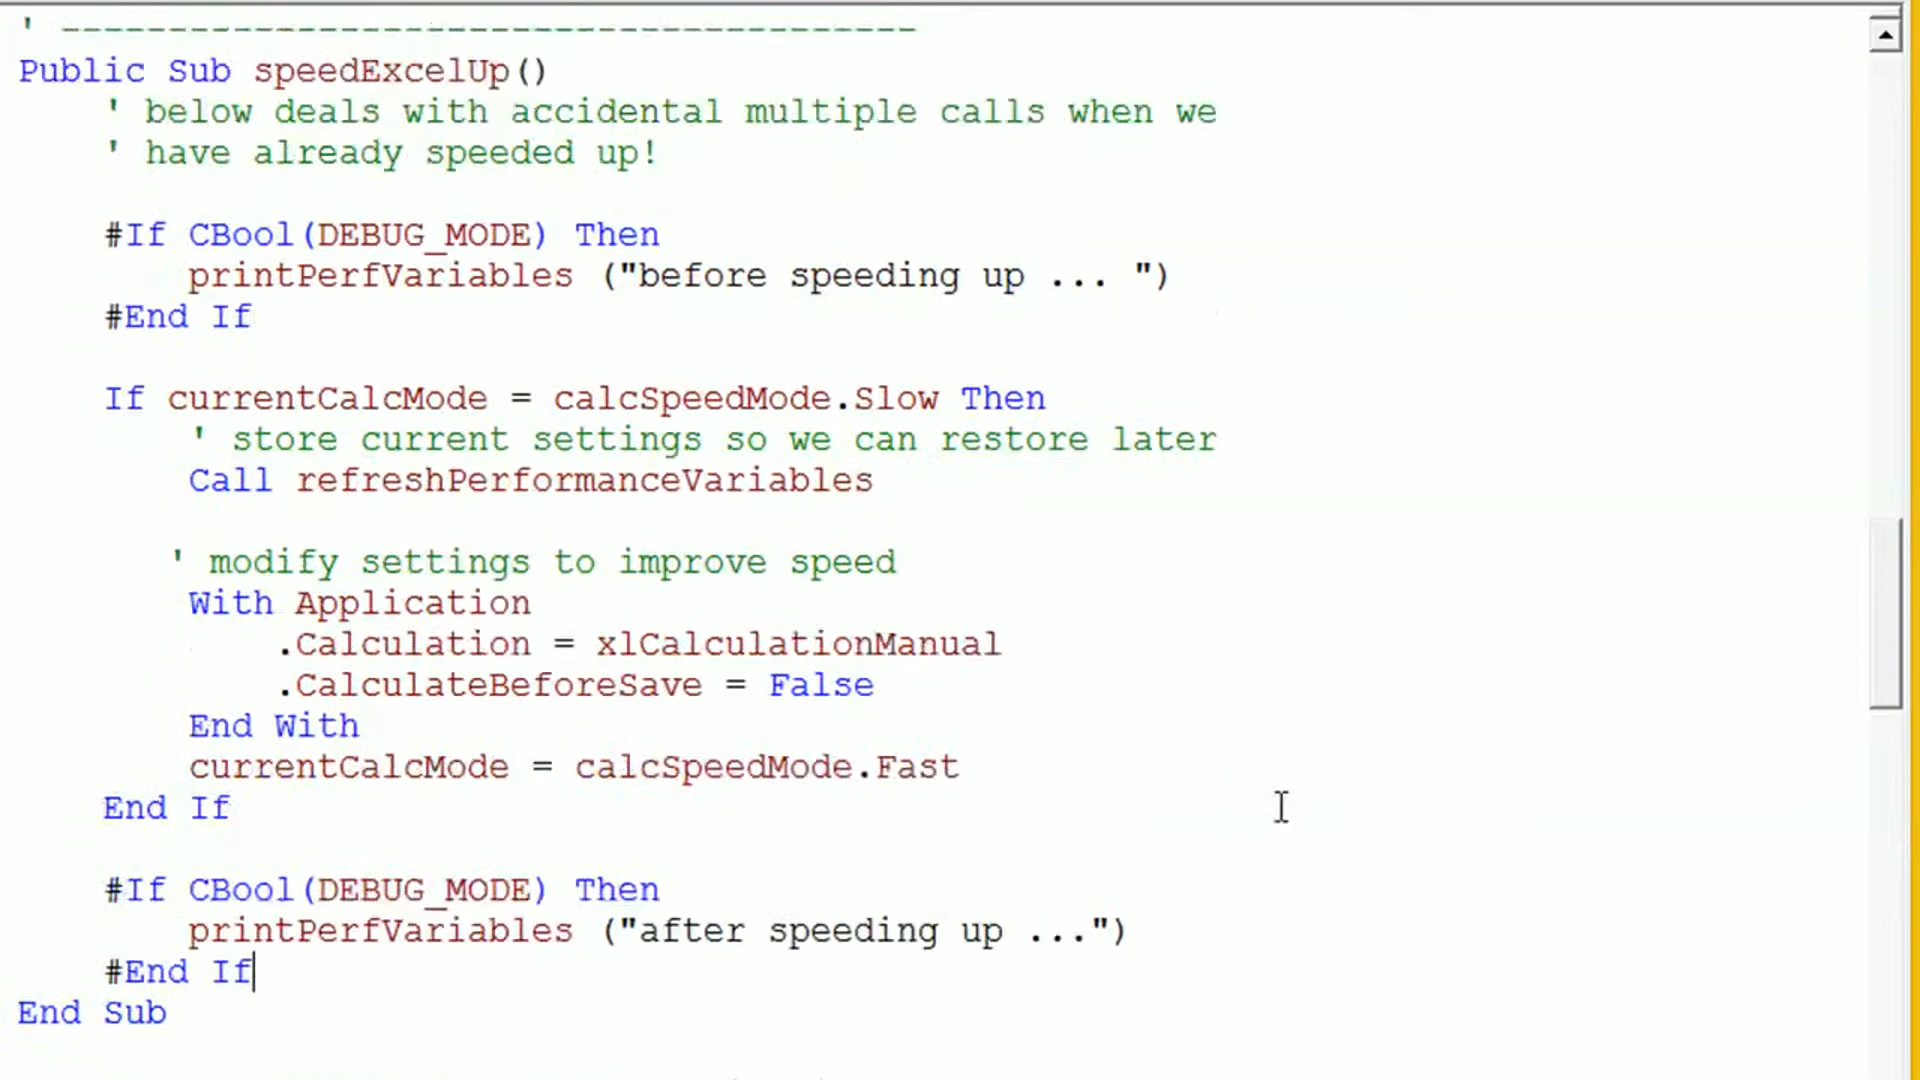 ' ----------------------------------------
Public Sub speedExcelUp()
' below deals with accidental multiple calls when we
' have already speeded up!
#If CBool(DEBUG_MODE) Then
printPerfVariables ("before speeding up ... ")
#End If
If currentCalcMode = calcSpeedMode.Slow Then
' store current settings so we can restore later
Call refreshPerformanceVariables
' modify settings to improve speed
With Application
.Calculation = xlCalculationManual
.CalculateBeforeSave = False
End With
currentCalcMode = calcSpeedMode.Fast
End If
#If CBool(DEBUG_MODE) Then
printPerfVariables ("after speeding up ...")
#End If
End Sub